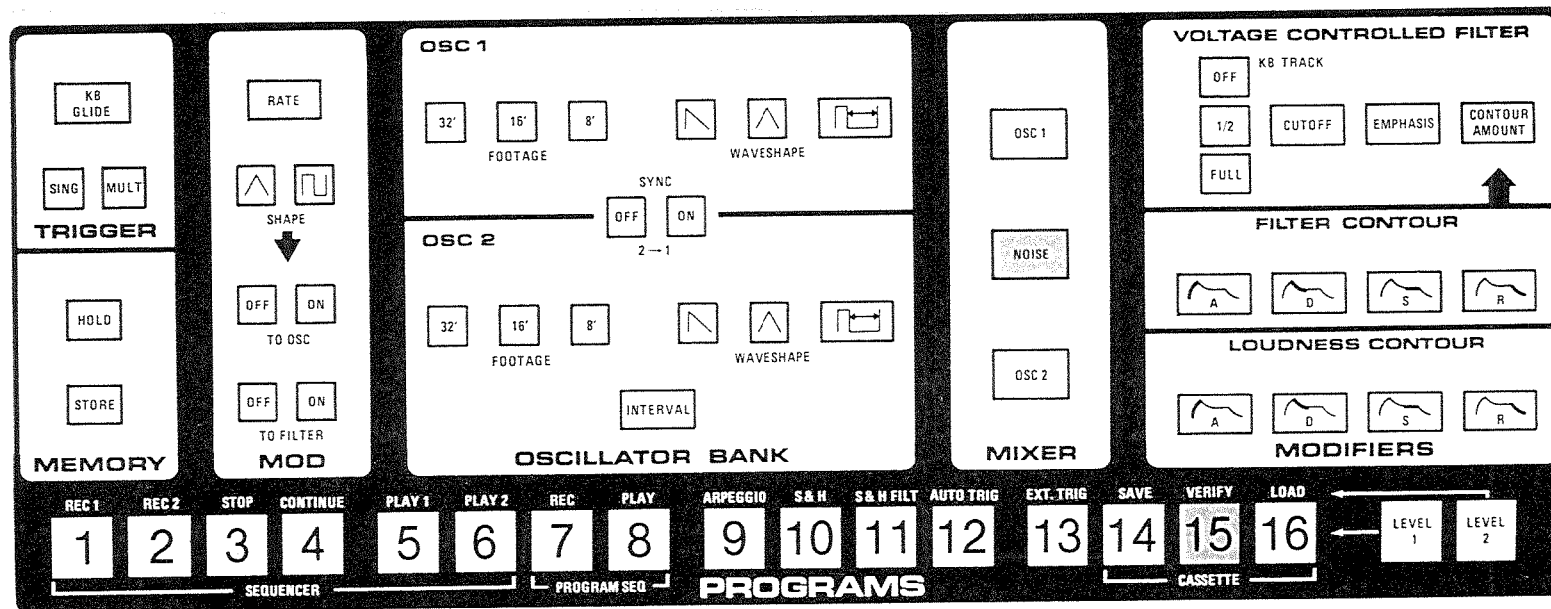 KB
GLIDE
SING MULT
TRIGGER
HOLD
STORE
MEMORY
RATE
SHAPE
OFF ON
TO OSC
OFF ON
TO FILTER
MOD
OSC 1
32' 16' 8'
FOOTAGE WAVESHAPE
SYNC
OFF ON
2→1
OSC 2
32' 16' 8'
FOOTAGE WAVESHAPE
INTERVAL
OSCILLATOR BANK
OSC 1
NOISE
OSC 2
MIXER
VOLTAGE CONTROLLED FILTER
OFF KB TRACK
1/2 CUTOFF EMPHASIS CONTOUR
AMOUNT
FULL
FILTER CONTOUR
A D S R
LOUDNESS CONTOUR
A D S R
MODIFIERS
REC 1 REC 2 STOP CONTINUE PLAY 1 PLAY 2 REC PLAY ARPEGGIO S & H S & H FILT AUTO TRIG EXT. TRIG SAVE VERIFY LOAD
1 2 3 4 5 6 7 8 9 10 11 12 13 14 15 16
LEVEL LEVEL
1 2
SEQUENCER PROGRAM SEQ PROGRAMS CASSETTE